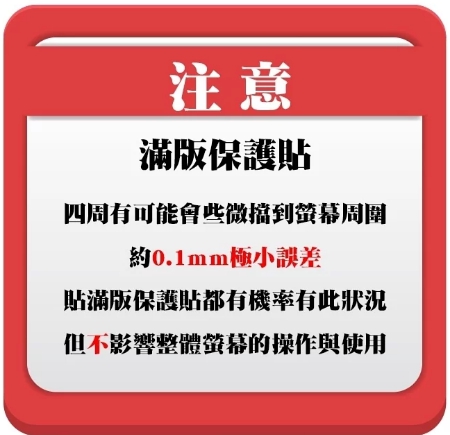 注意
滿版保護貼
四周有可能會些微擋到螢幕周圍
約0.1mm極小誤差
貼滿版保護貼都有機率有此狀況
但不影響整體螢幕的操作與使用